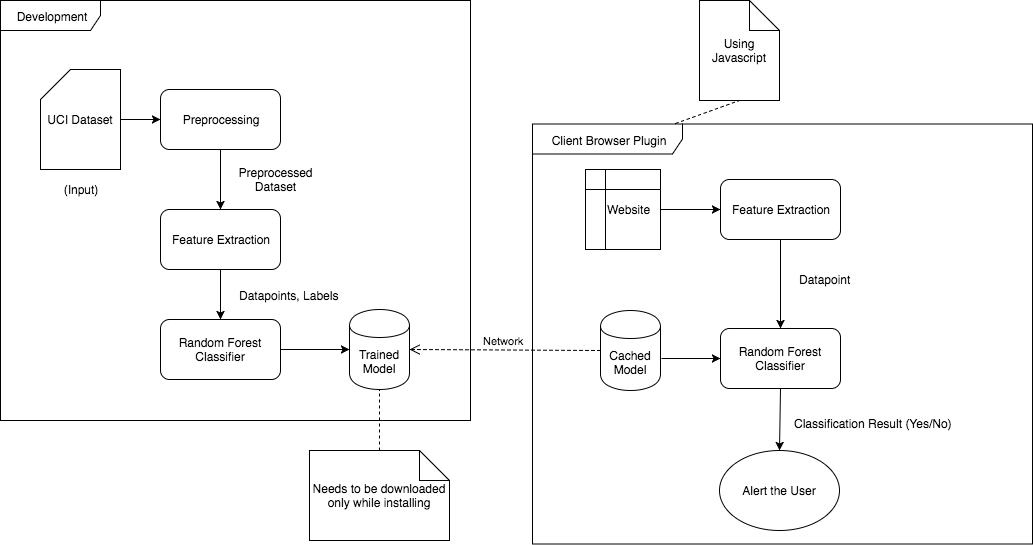 Development
UCI Dataset
(Input)
Preprocessing
Preprocessed
Dataset
Feature Extraction
Datapoints, Labels
Random Forest
Classifier
Trained
Model
Needs to be downloaded
only while installing
Network
Using
Javascript
Client Browser Plugin
Website
Feature Extraction
Datapoint
Cached
Model
Random Forest
Classifier
Classification Result (Yes/No)
Alert the User